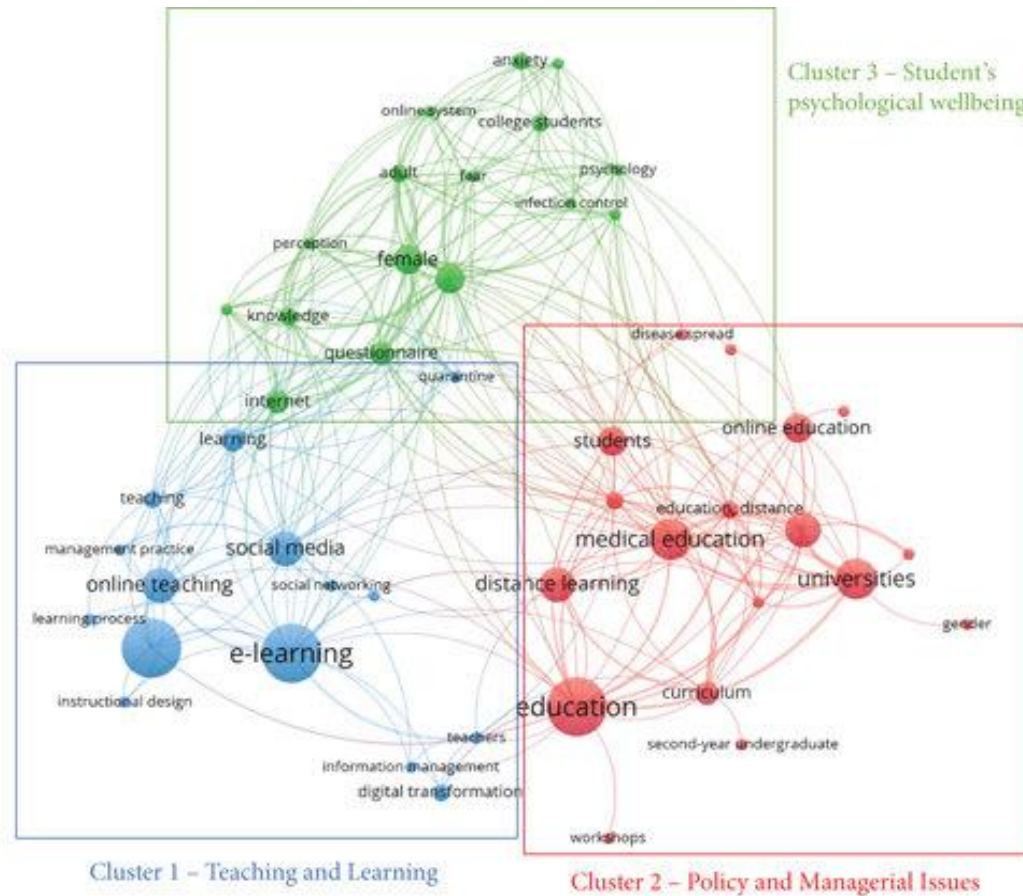 anxiety
online system
college students
Cluster 3 – Student's
psychological wellbeing
adult
fear
psychology
infection control
perception
female
knowledge
questionnaire
quarantine
internet
disease spread
learning
students
online education
teaching
education, distance
management practice
social media
medical education
online teaching
social networking
distance learning
universities
learning process
gender
e-learning
instructional design
education
curriculum
teachers
second-year undergraduate
information management
digital transformation
workshops
Cluster 1 – Teaching and Learning
Cluster 2 – Policy and Managerial Issues